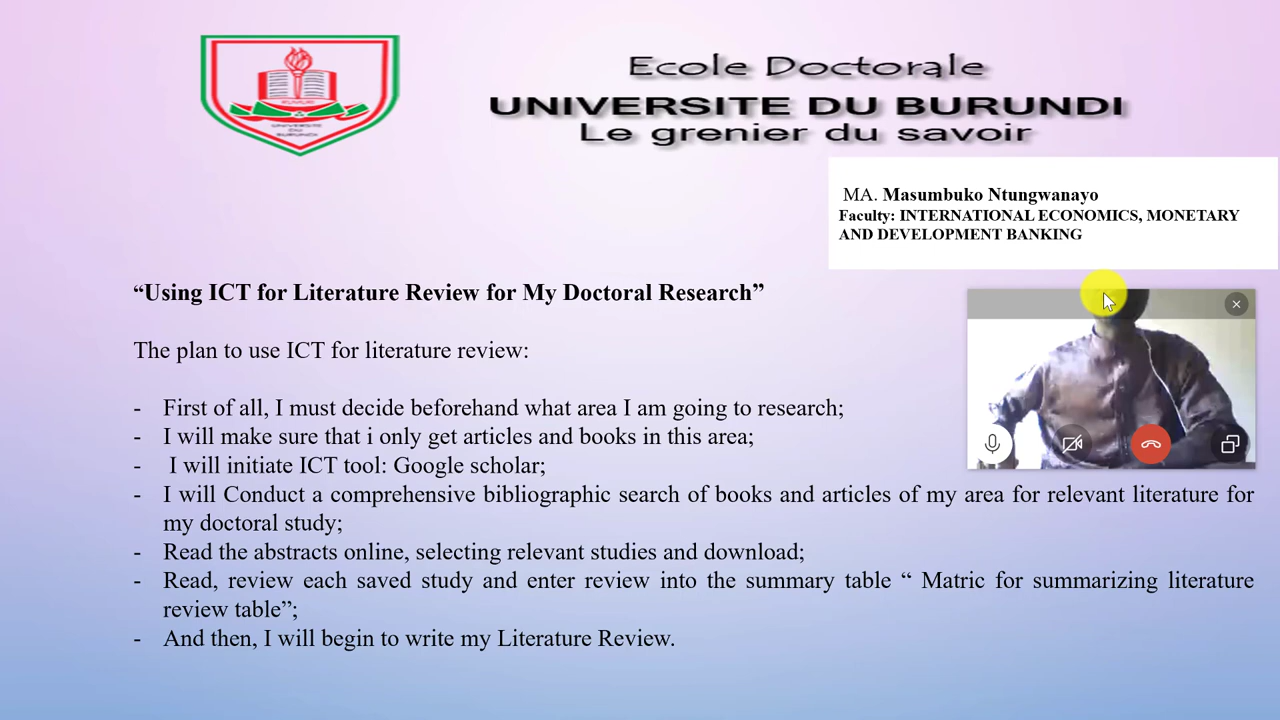 UNIVERSITE
DU
BURUNDI
Ecole Doctorale
UNIVERSITE DU BURUNDI
Le grenier du savoir
MA. Masumbuko Ntungwanayo
Faculty: INTERNATIONAL ECONOMICS, MONETARY
AND DEVELOPMENT BANKING
“Using ICT for Literature Review for My Doctoral Research”
The plan to use ICT for literature review:
- First of all, I must decide beforehand what area I am going to research;
- I will make sure that i only get articles and books in this area;
- I will initiate ICT tool: Google scholar;
- I will Conduct a comprehensive bibliographic search of books and articles of my area for relevant literature for
my doctoral study;
- Read the abstracts online, selecting relevant studies and download;
- Read, review each saved study and enter review into the summary table “ Matric for summarizing literature
review table”;
- And then, I will begin to write my Literature Review.